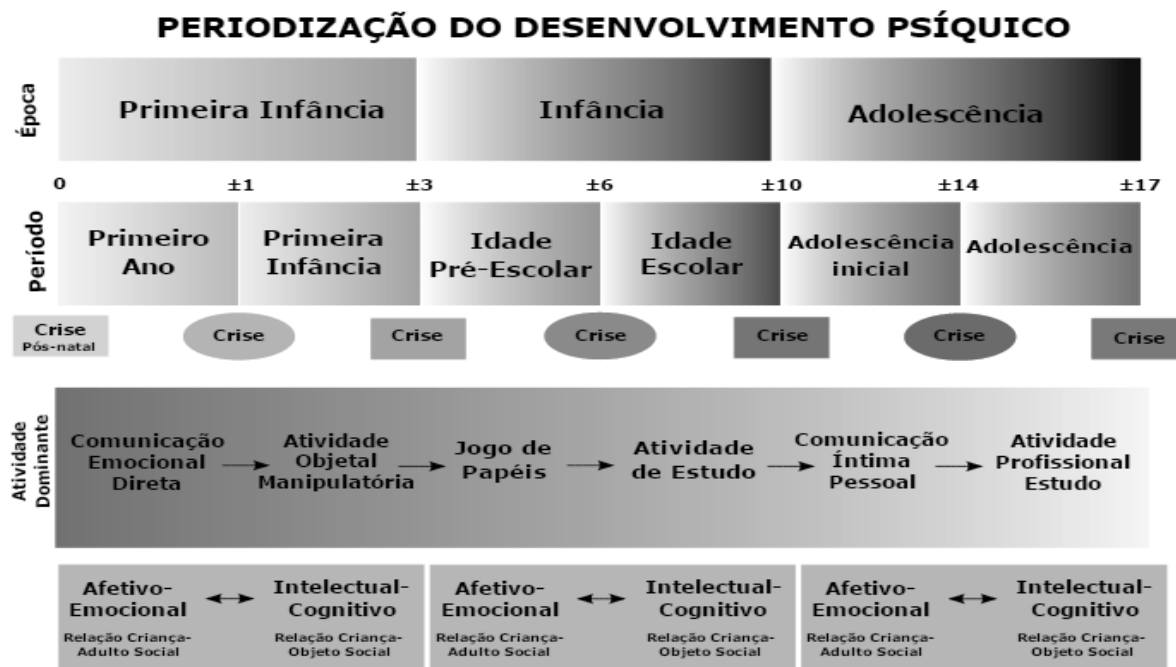 PERIODIZAÇÃO DO DESENVOLVIMENTO PSÍQUICO
Época
Primeira Infância
Infância
Adolescência
0 ±1 ±3 ±6 ±10 ±14 ±17
Período
Primeiro
Ano
Primeira
Infância
Idade
Pré-Escolar
Idade
Escolar
Adolescência
inicial
Adolescência
Crise
Pós-natal
Crise
Crise
Crise
Crise
Crise
Crise
Atividade
Dominante
Comunicação
Emocional
Direta
Atividade
Objetal
Manipulatória
Jogo de
Papéis
Atividade
de Estudo
Comunicação
Íntima
Pessoal
Atividade
Profissional
Estudo
Afetivo-
Emocional
Relação Criança-
Adulto Social
Intelectual-
Cognitivo
Relação Criança-
Objeto Social
Afetivo-
Emocional
Relação Criança-
Adulto Social
Intelectual-
Cognitivo
Relação Criança-
Objeto Social
Afetivo-
Emocional
Relação Criança-
Adulto Social
Intelectual-
Cognitivo
Relação Criança-
Objeto Social